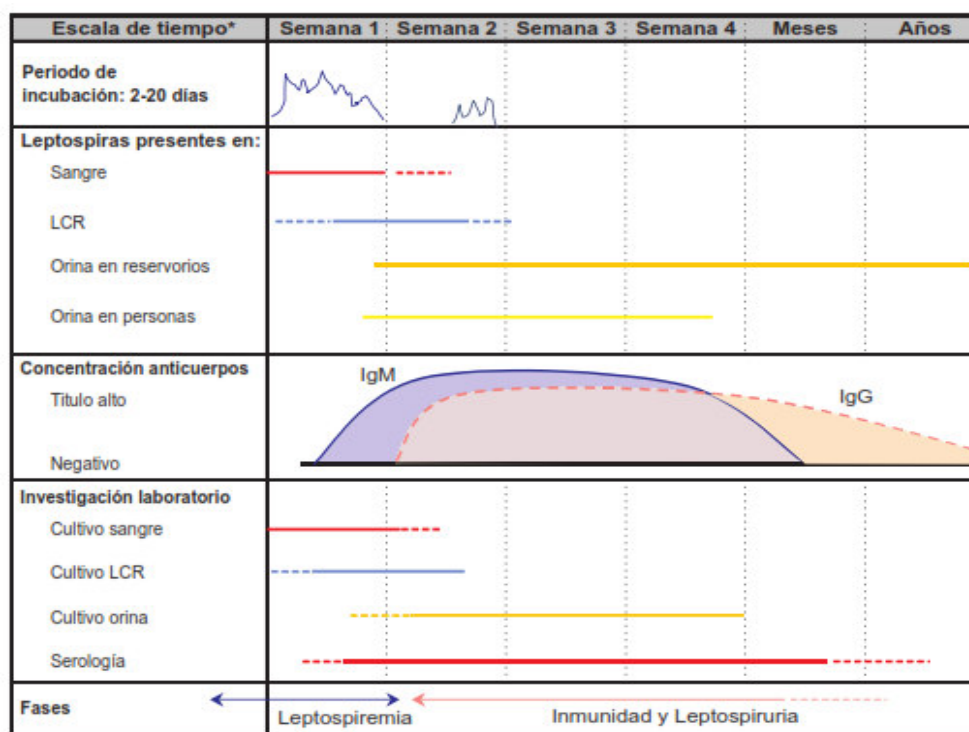 Escala de tiempo* Semana 1 Semana 2 Semana 3 Semana 4 Meses Años
Periodo de
incubación: 2-20 días
Leptospiras presentes en:
Sangre
LCR
Orina en reservorios
Orina en personas
Concentración anticuerpos
IgM
Titulo alto
IgG
Negativo
Investigación laboratorio
Cultivo sangre
Cultivo LCR
Cultivo orina
Serología
Fases
Leptospiremia Inmunidad y Leptospiruria